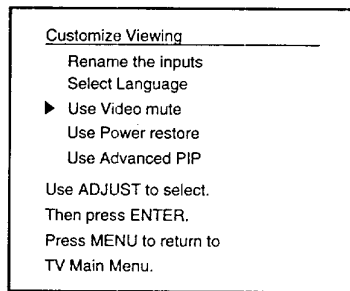 Customize Viewing
Rename the inputs
Select Language
Use Video mute
Use Power restore
Use Advanced PIP
Use ADJUST to select.
Then press ENTER.
Press MENU to return to
TV Main Menu.